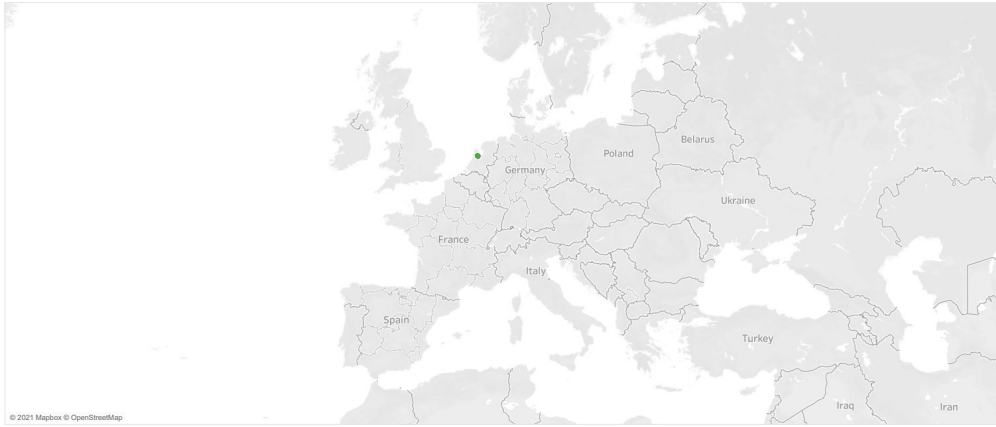 Belarus
Poland
Germany
Ukraine
France
Italy
Spain
Turkey
Iraq
Iran
© 2021 Mapbox © OpenStreetMap